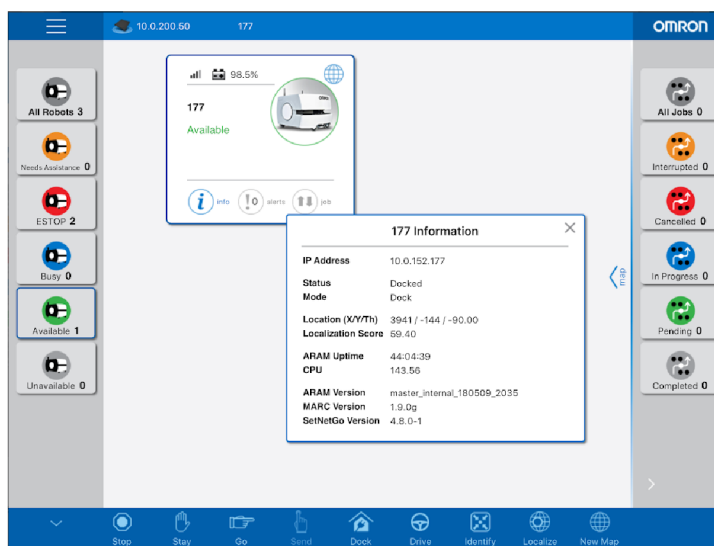 10.0.200.50 177
OMRON
All Robots 3
Needs Assistance 0
ESTOP 2
Busy 0
Available 1
Unavailable 0
98.5%
177
Available
info
!0 alerts
job
177 Information
IP Address 10.0.152.177
Status Docked
Mode Dock
Location (X/Y/Th) 3941 / -144 / -90.00
Localization Score 59.40
ARAM Uptime 44:04:39
CPU 143.56
ARAM Version master_internal_180509_2035
MARC Version 1.9.0g
SetNetGo Version 4.8.0-1
map
All Jobs 0
Interrupted 0
Cancelled 0
In Progress 0
Pending 0
Completed 0
Stop Stay Go Send Dock Drive Identify Localize New Map